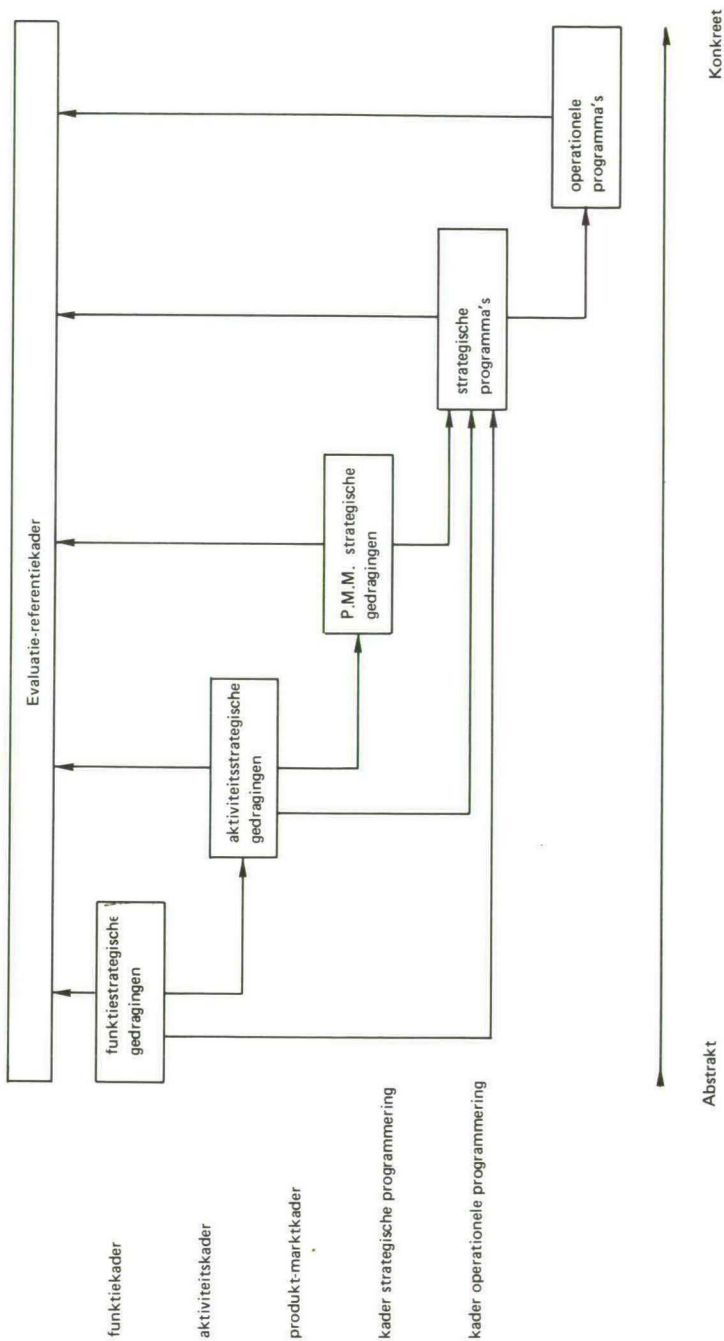 Evaluatie-referentiekader
funktiekader
funktiestrategische
gedragingen
aktiviteitskader
aktiviteitsstrategische
gedragingen
produkt-marktkader
P.M.M. strategische
gedragingen
kader strategische programmering
strategische
programma's
kader operationele programmering
operationele
programma's
Abstrakt
Konkreet